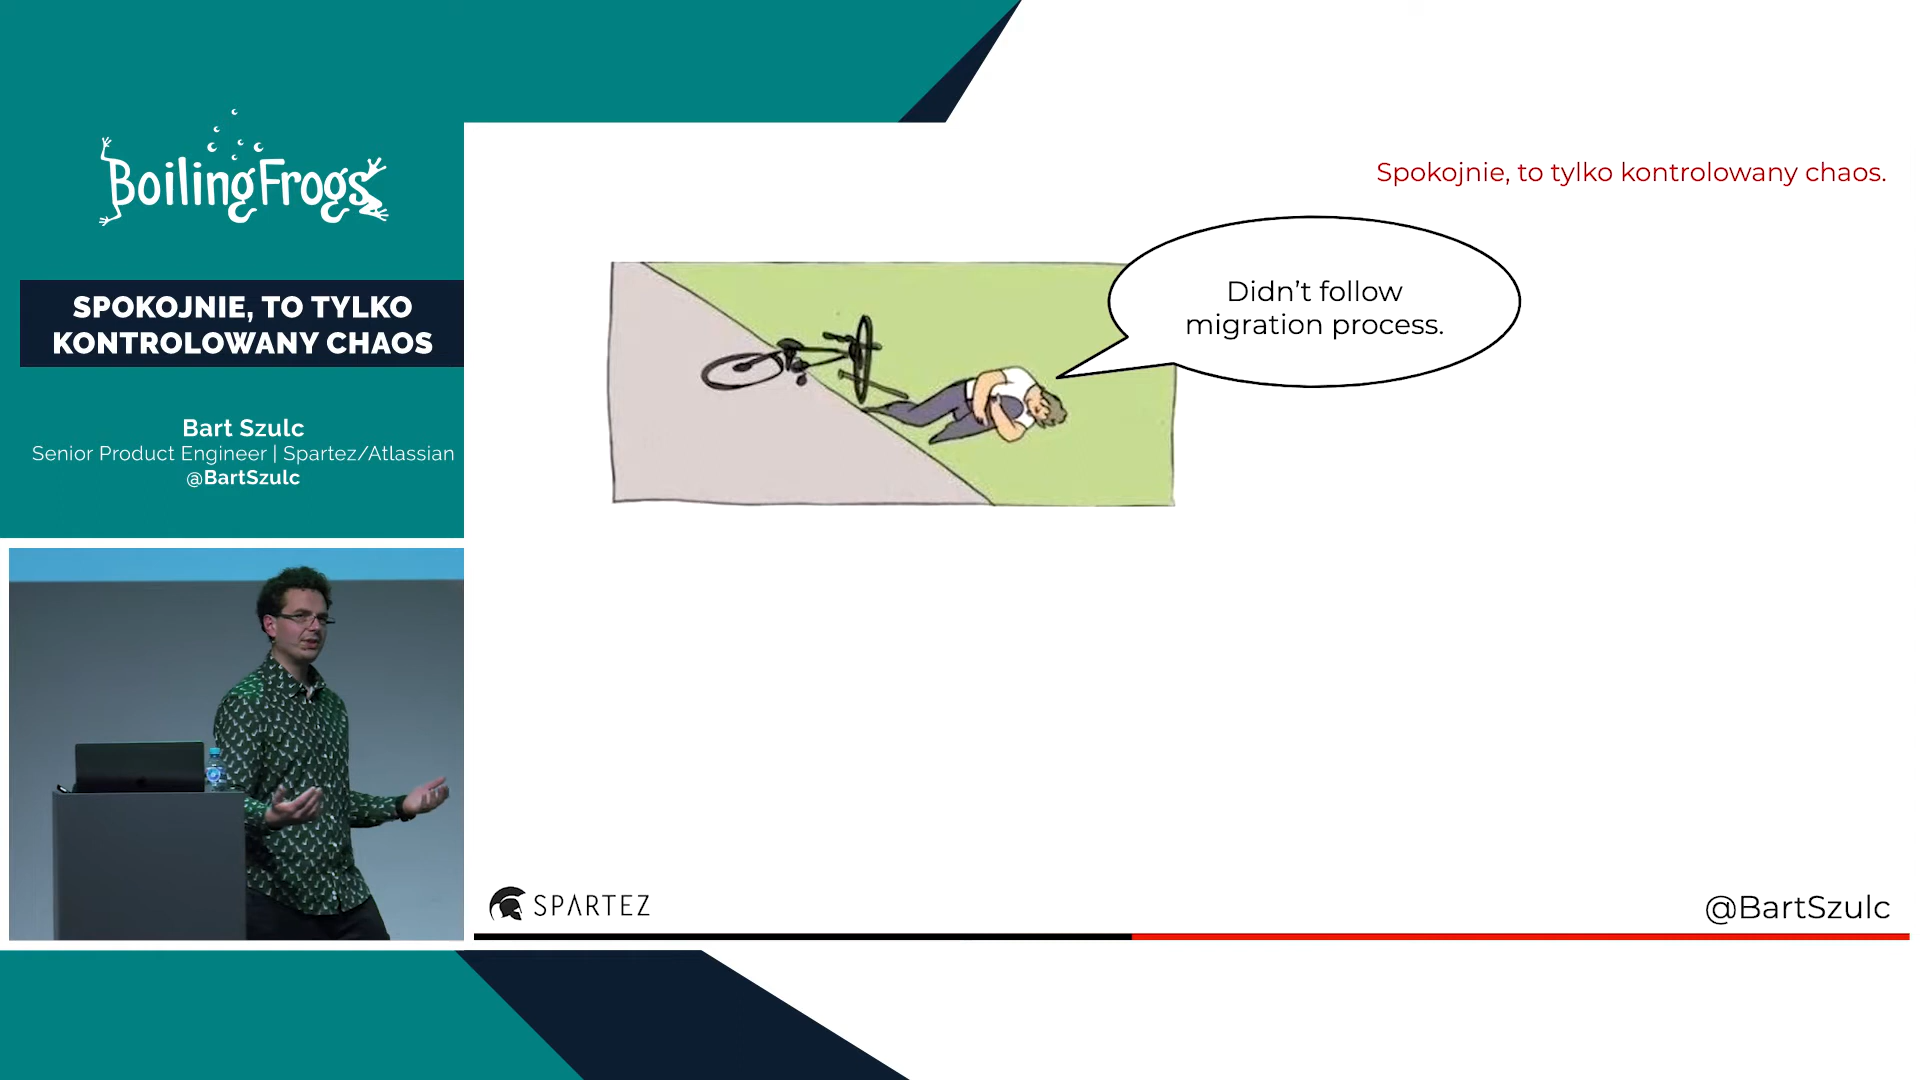 BoilingFrogs
SPOKOJNIE, TO TYLKO
KONTROLOWANY CHAOS
Bart Szulc
Senior Product Engineer | Spartez/Atlassian
@BartSzulc
Spokojnie, to tylko kontrolowany chaos.
Didn’t follow
migration process.
SPARTEZ
@BartSzulc